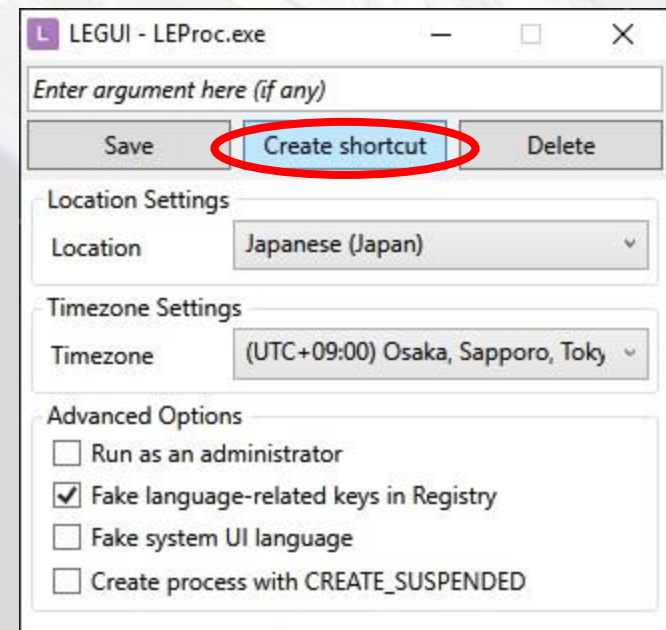 L LEGUI - LEProc.exe
Enter argument here (if any)
Save Create shortcut Delete
Location Settings
Location Japanese (Japan)
Timezone Settings
Timezone (UTC+09:00) Osaka, Sapporo, Toky
Advanced Options
Run as an administrator
Fake language-related keys in Registry
Fake system UI language
Create process with CREATE_SUSPENDED